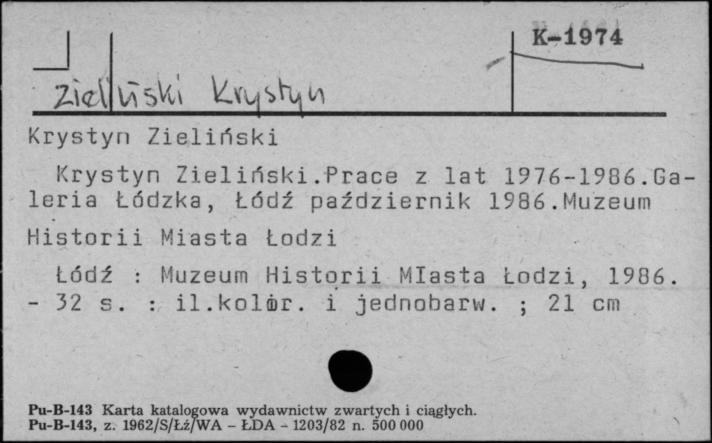 K-1974
Zieliński Krystyn
Krystyn Zieliński
Krystyn Zieliński.Prace z lat 1976-1986.Ga-
leria Łódzka, Łódź październik 1986.Muzeum
Historii Miasta Łodzi
Łódź : Muzeum Historii MIasta Łodzi, 1986.
- 32 s. : il.kolor. i jednobarw. ; 21 cm
Pu-B-143 Karta katalogowa wydawnictw zwartych i ciągłych.
Pu-B-143, z. 1962/S/Łź/WA - ŁDA - 1203/82 n. 500 000